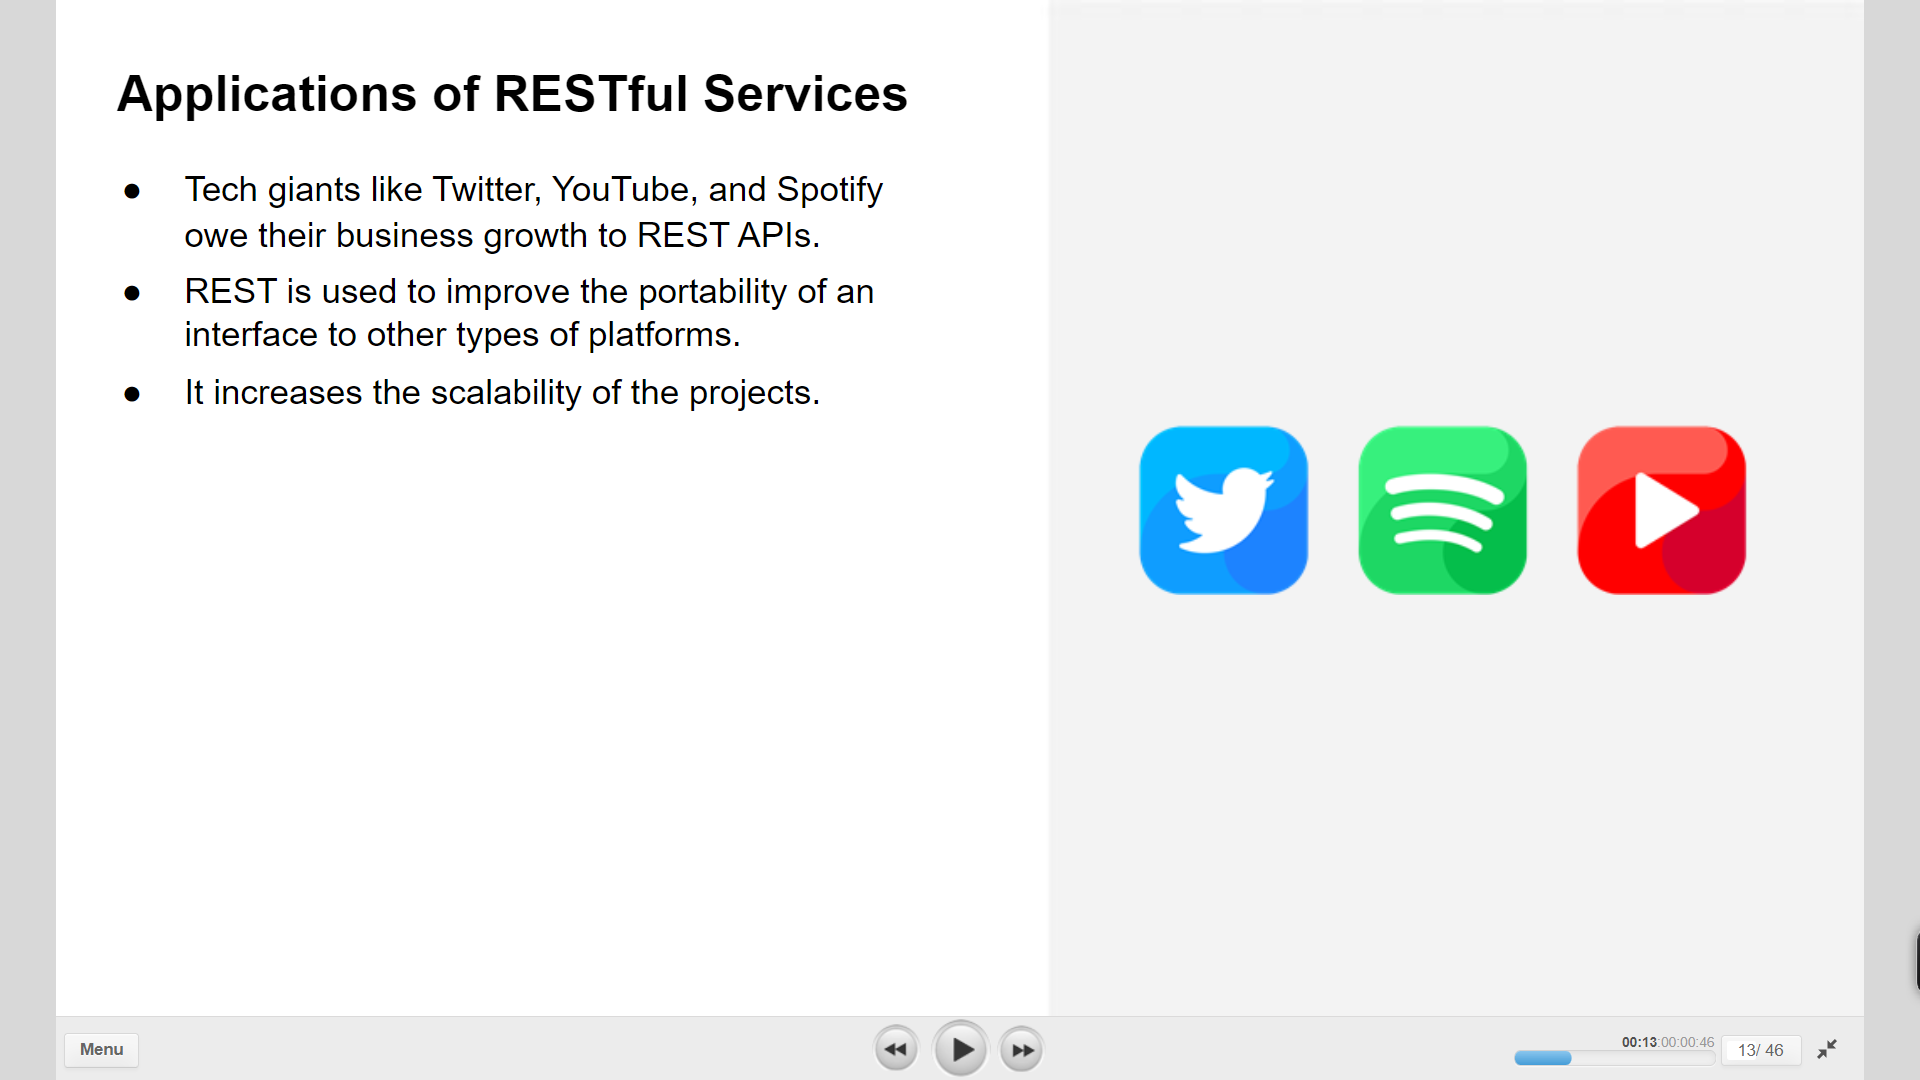 Applications of RESTful Services
● Tech giants like Twitter, YouTube, and Spotify
owe their business growth to REST APIs.
● REST is used to improve the portability of an
interface to other types of platforms.
● It increases the scalability of the projects.
Menu
00:13:00:00:46
13/ 46